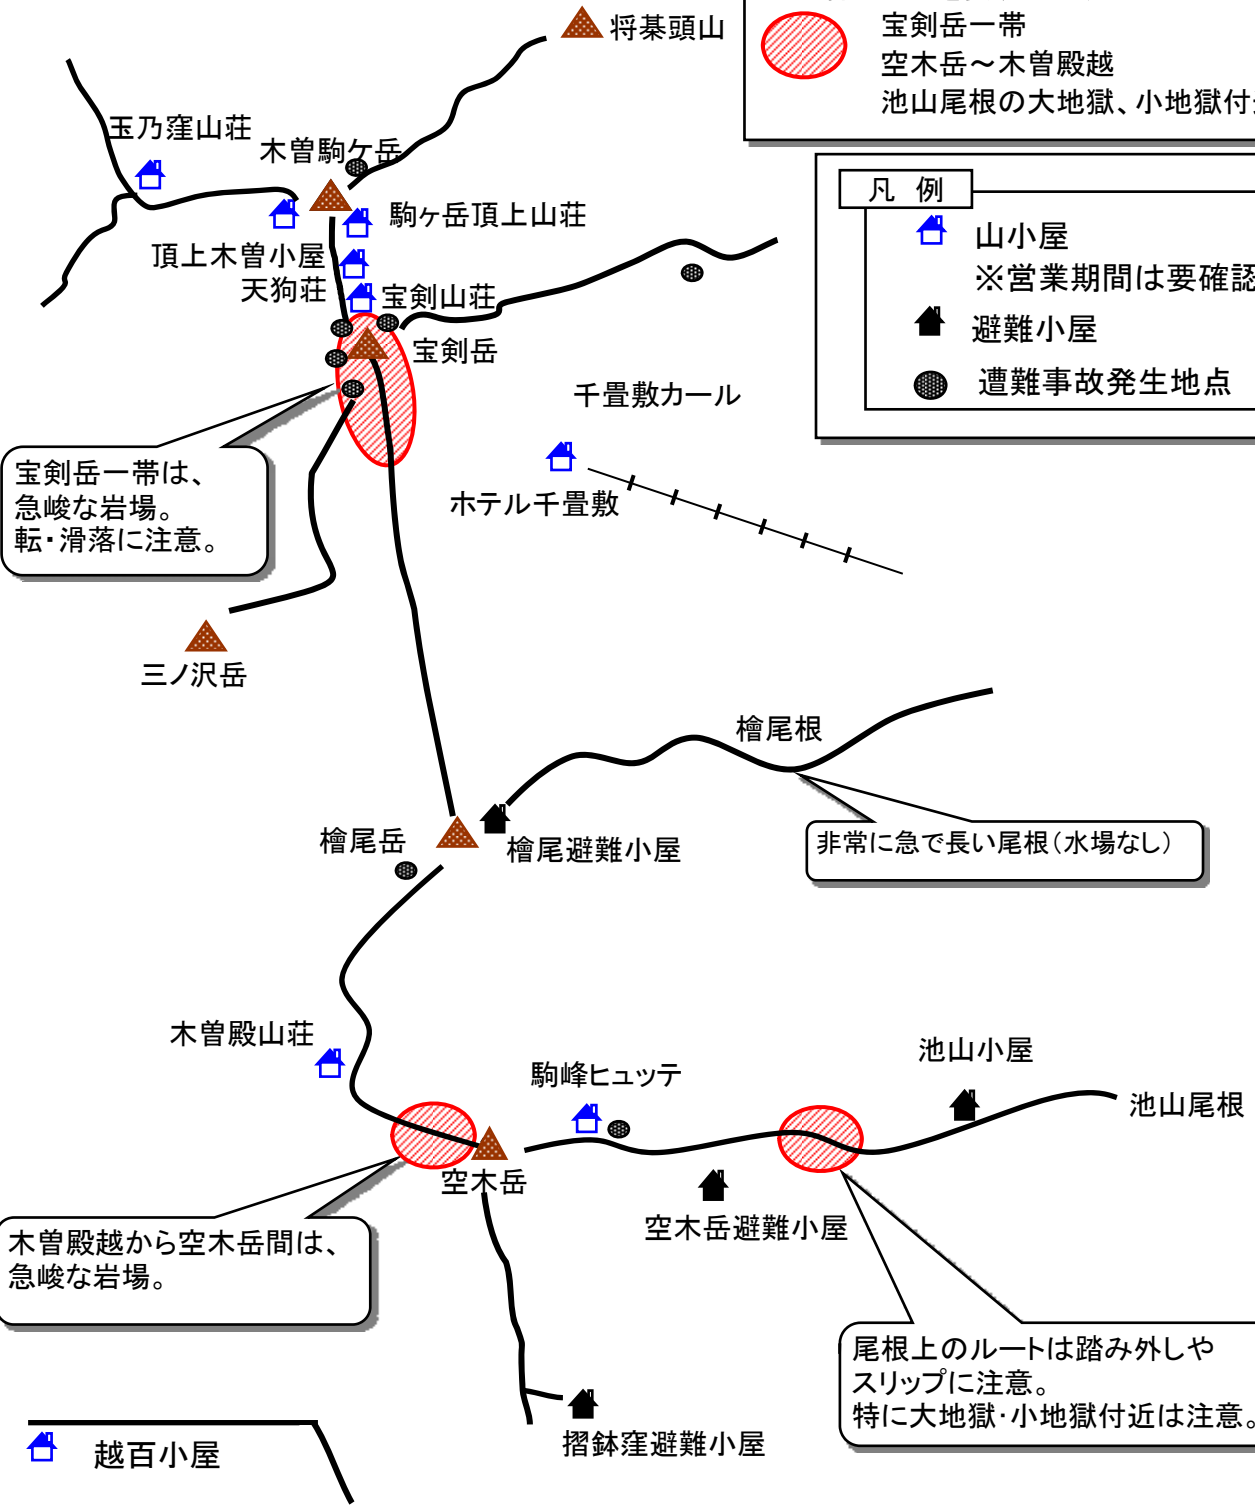 将棊頭山
宝剣岳一帯
空木岳～木曽殿越
池山尾根の大地獄、小地獄付
玉乃窪山荘
木曽駒ケ岳
凡 例
駒ヶ岳頂上山荘
山小屋
※営業期間は要確認
頂上木曽小屋
天狗荘
宝剣山荘
避難小屋
宝剣岳
遭難事故発生地点
千畳敷カール
宝剣岳一帯は、
急峻な岩場。
転・滑落に注意。
ホテル千畳敷
三ノ沢岳
檜尾根
檜尾岳
檜尾避難小屋
非常に急で長い尾根（水場なし）
木曽殿山荘
駒峰ヒュッテ
池山小屋
池山尾根
空木岳
空木岳避難小屋
木曽殿越から空木岳間は、
急峻な岩場。
尾根上のルートは踏み外しや
スリップに注意。
特に大地獄・小地獄付近は注意。
摺鉢窪避難小屋
越百小屋